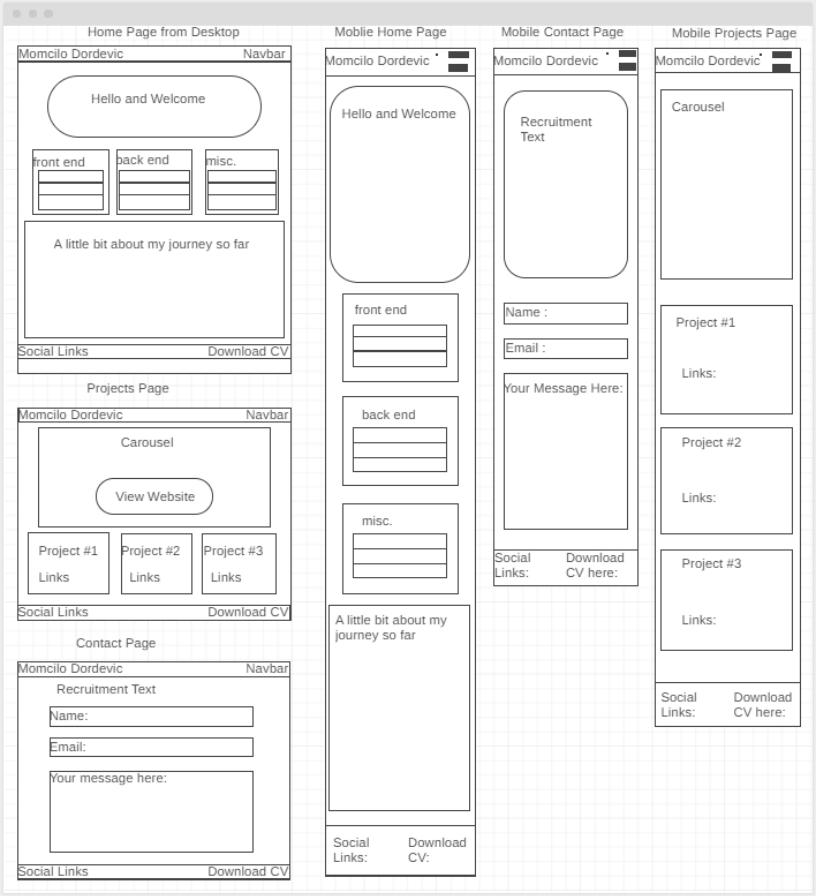 Home Page from Desktop
Momcilo Dordevic Navbar
Hello and Welcome
front end back end misc.
A little bit about my journey so far
Social Links Download CV
Projects Page
Momcilo Dordevic Navbar
Carousel
View Website
Project #1 Project #2 Project #3
Links Links Links
Social Links Download CV
Contact Page
Momcilo Dordevic Navbar
Recruitment Text
Name:
Email:
Your message here:
Social Links Download CV
Moblie Home Page
Momcilo Dordevic
Hello and Welcome
front end
back end
misc.
A little bit about my
journey so far
Social Download
Links: CV:
Mobile Contact Page
Momcilo Dordevic
Recruitment
Text
Name :
Email :
Your Message Here:
Social Download
Links: CV here:
Mobile Projects Page
Momcilo Dordevic
Carousel
Project #1
Links:
Project #2
Links:
Project #3
Links:
Social Download
Links: CV here: